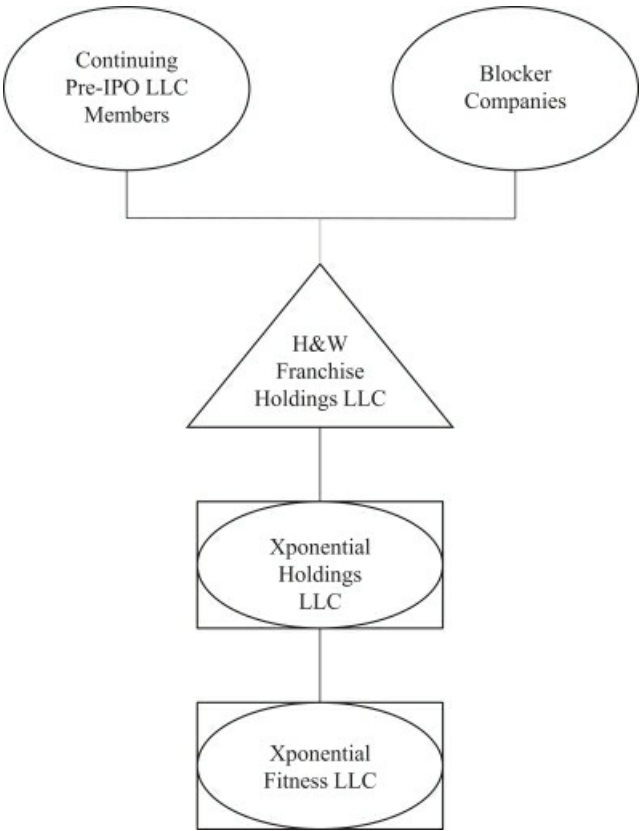 Continuing
Pre-IPO LLC
Members
Blocker
Companies
H&W
Franchise
Holdings LLC
Xponential
Holdings
LLC
Xponential
Fitness LLC